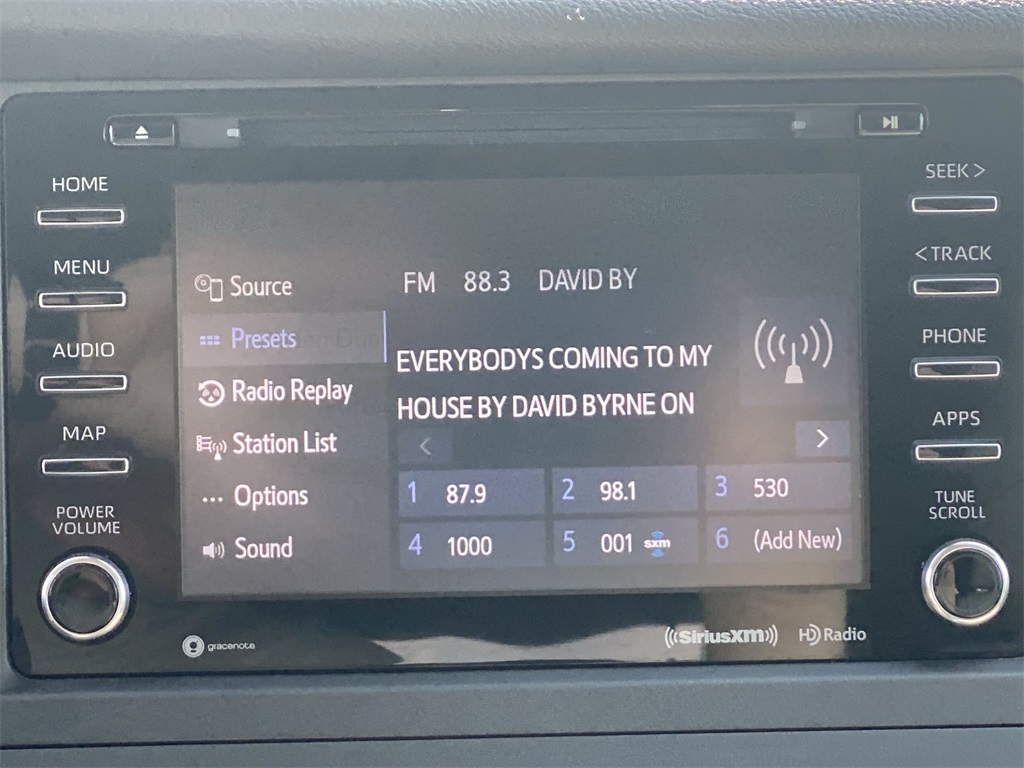 HOME
MENU
AUDIO
MAP
POWER
VOLUME
Source
Presets
Radio Replay
Station List
Options
Sound
FM 88.3 DAVID BY
EVERYBODYS COMING TO MY
HOUSE BY DAVID BYRNE ON
< >
1 87.9 2 98.1 3 530
4 1000 5 001 sxm 6 (Add New)
SEEK >
< TRACK
PHONE
APPS
TUNE
SCROLL
gracenote
SiriusXM HD Radio